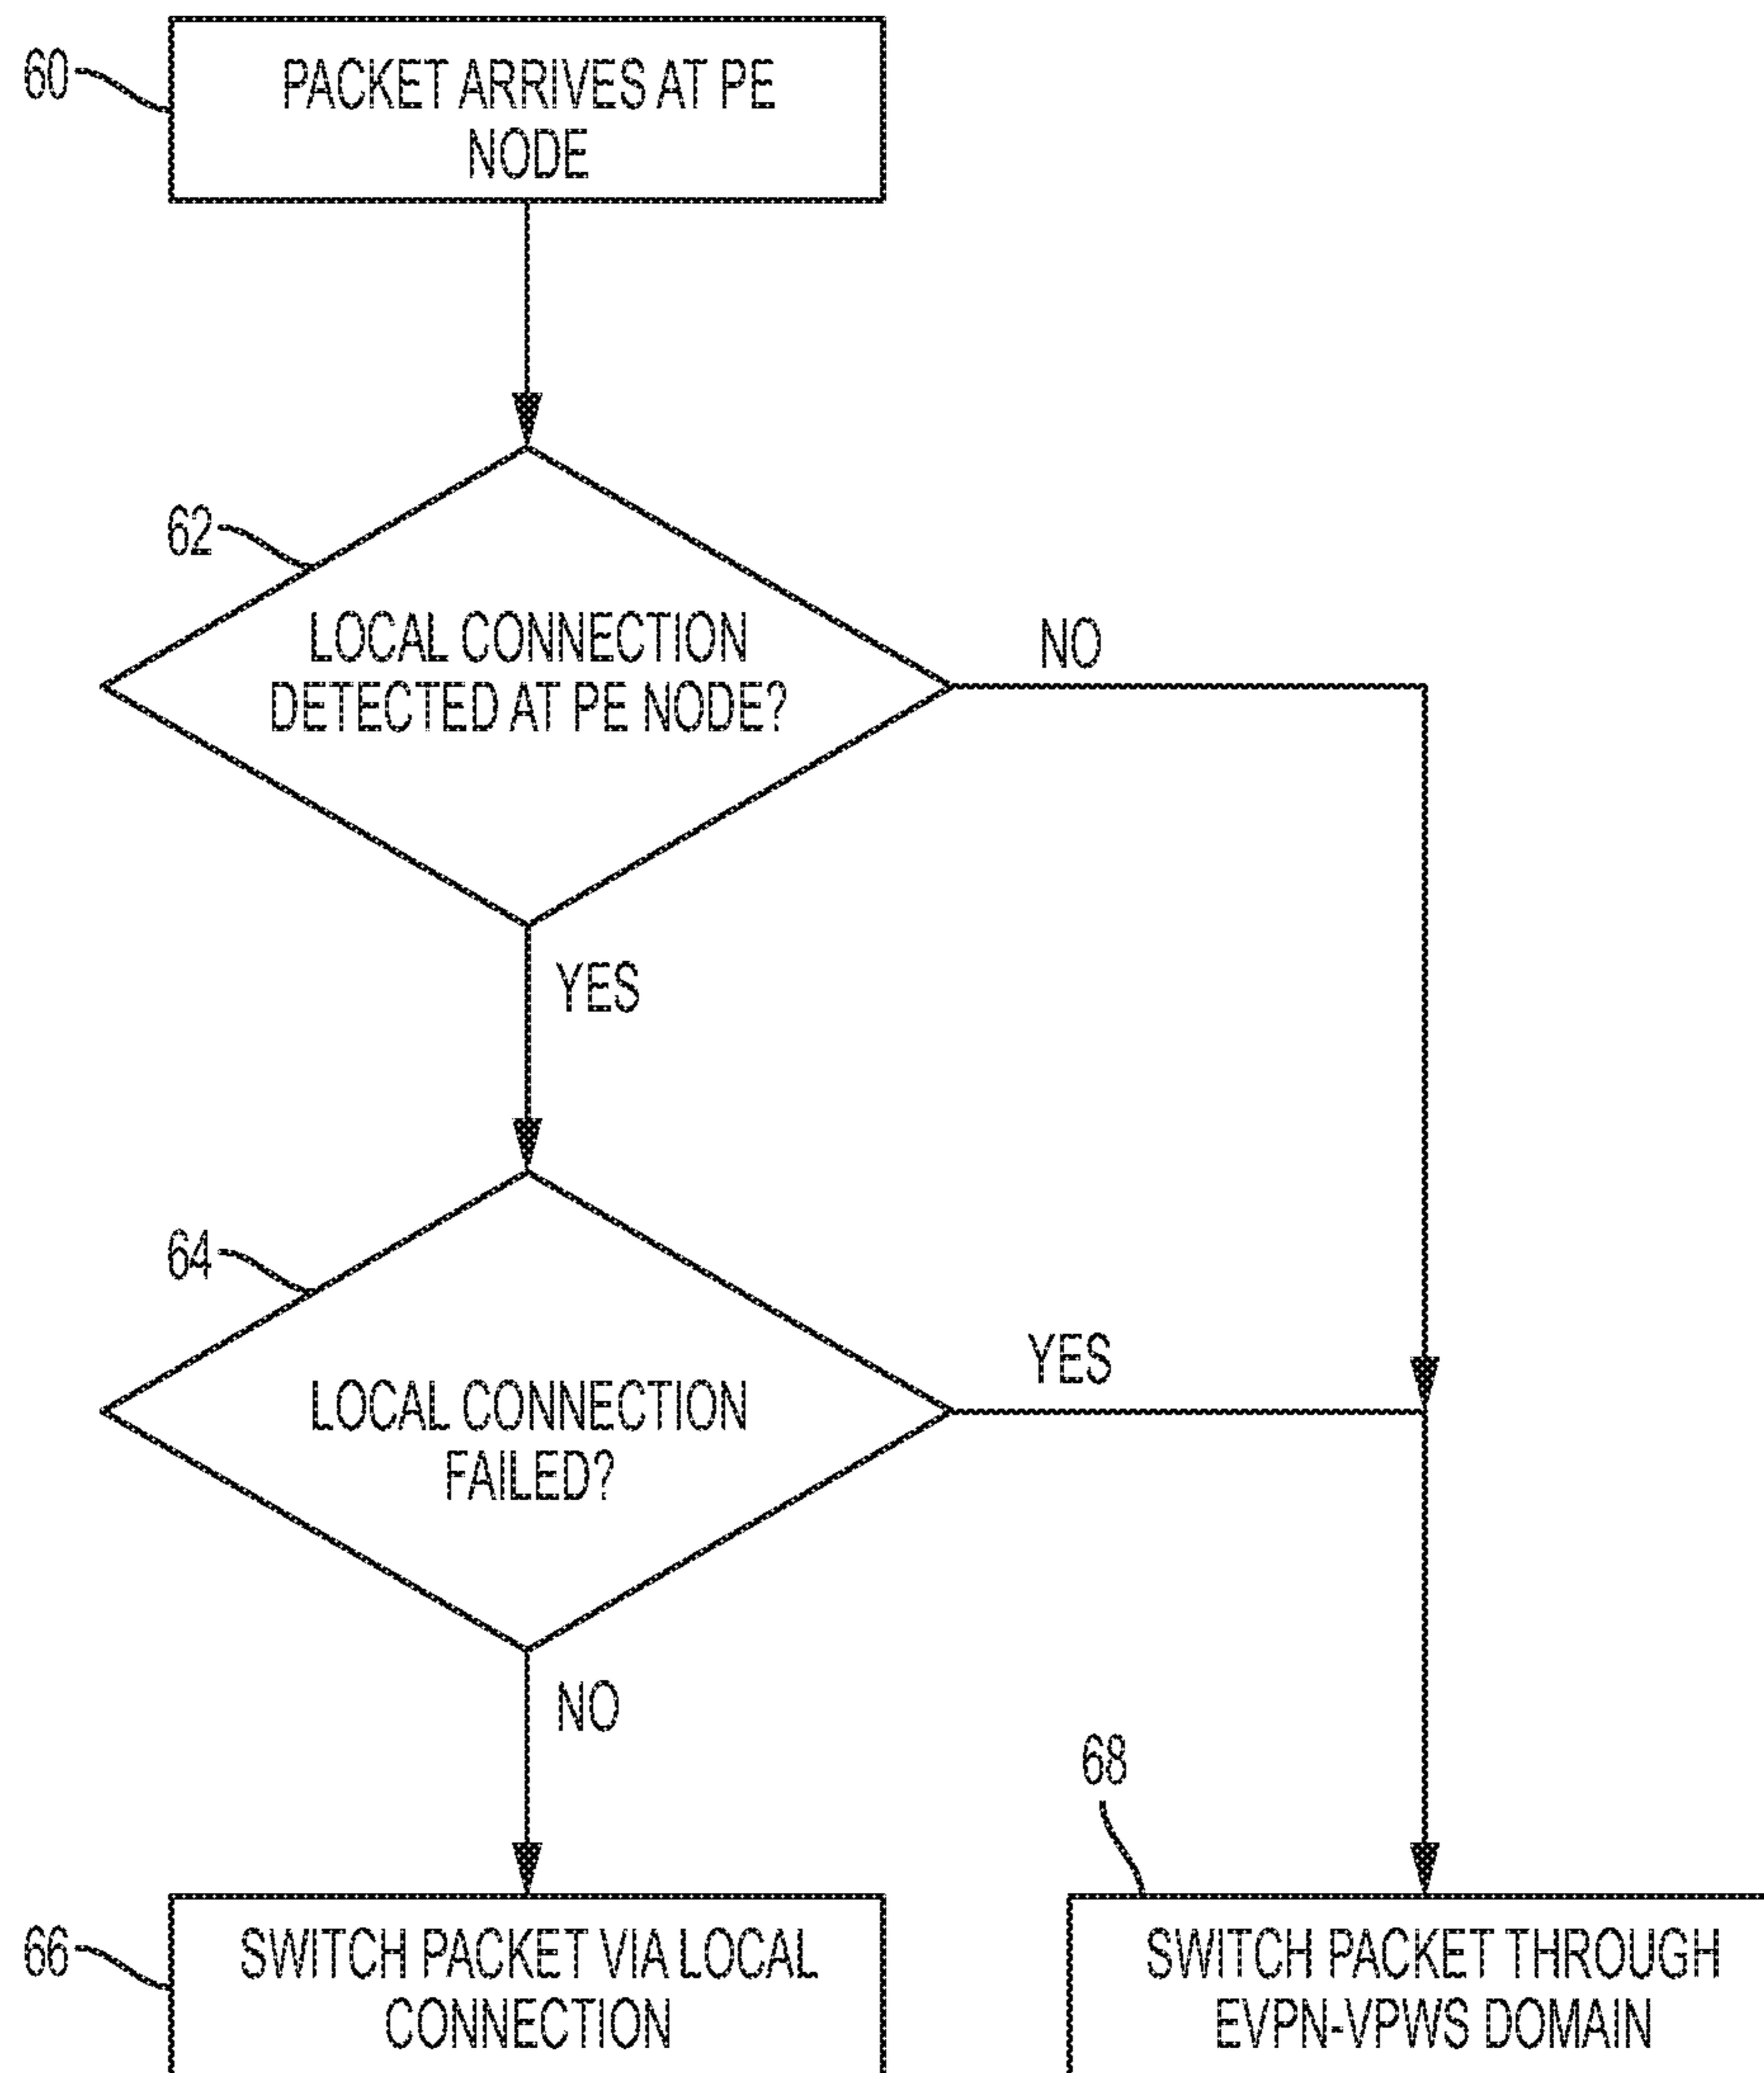 60
PACKET ARRIVES AT PE
NODE
62
LOCAL CONNECTION
DETECTED AT PE NODE?
NO
YES
64
LOCAL CONNECTION
FAILED?
YES
NO
68
66
SWITCH PACKET VIA LOCAL
CONNECTION
SWITCH PACKET THROUGH
EVPN-VPWS DOMAIN